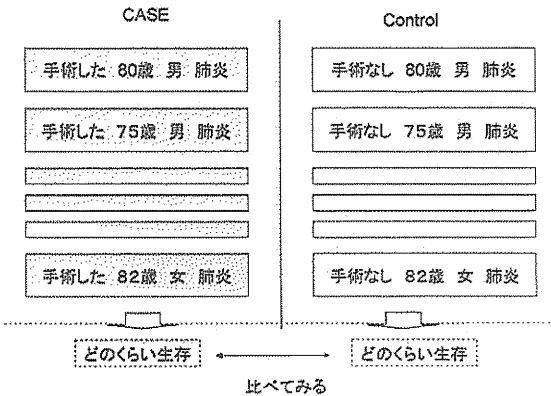 CASE
Control
手術した 80歳 男 肺炎
手術なし 80歳 男 肺炎
手術した 75歳 男 肺炎
手術なし 75歳 男 肺炎
手術した 82歳 女 肺炎
手術なし 82歳 女 肺炎
どのくらい生存
どのくらい生存
比べてみる